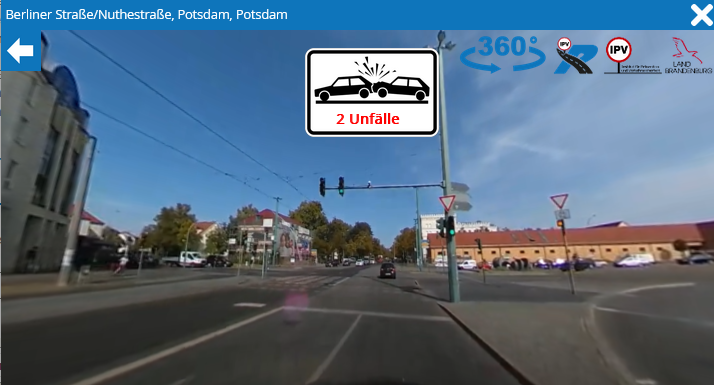 Berliner Straße/Nuthestraße, Potsdam, Potsdam
360°
IPV
IPV
LAND
BRANDENBURG
2 Unfälle